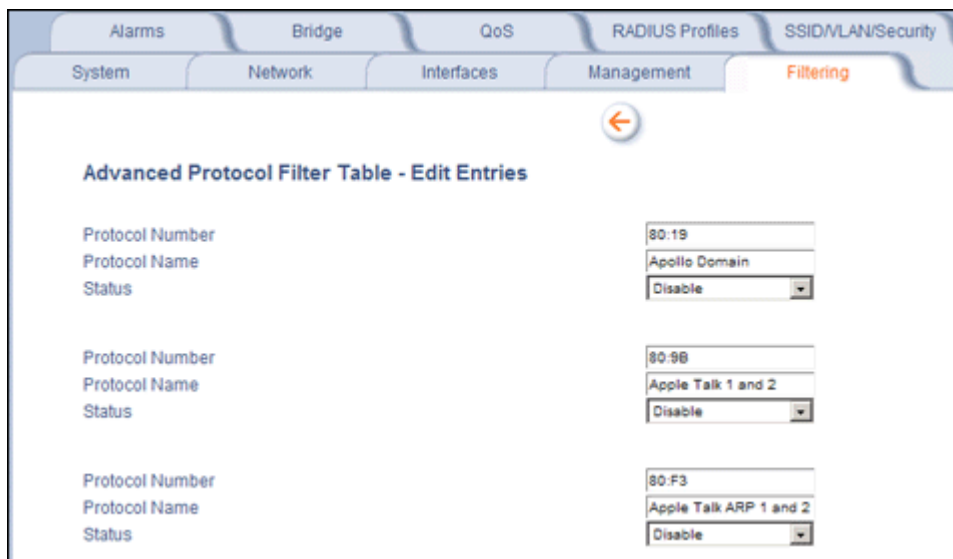 Alarms Bridge QoS RADIUS Profiles SSID/VLAN/Security
System Network Interfaces Management Filtering
Advanced Protocol Filter Table - Edit Entries
Protocol Number 80:19
Protocol Name Apollo Domain
Status Disable
Protocol Number 80:9B
Protocol Name Apple Talk 1 and 2
Status Disable
Protocol Number 80:F3
Protocol Name Apple Talk ARP 1 and 2
Status Disable